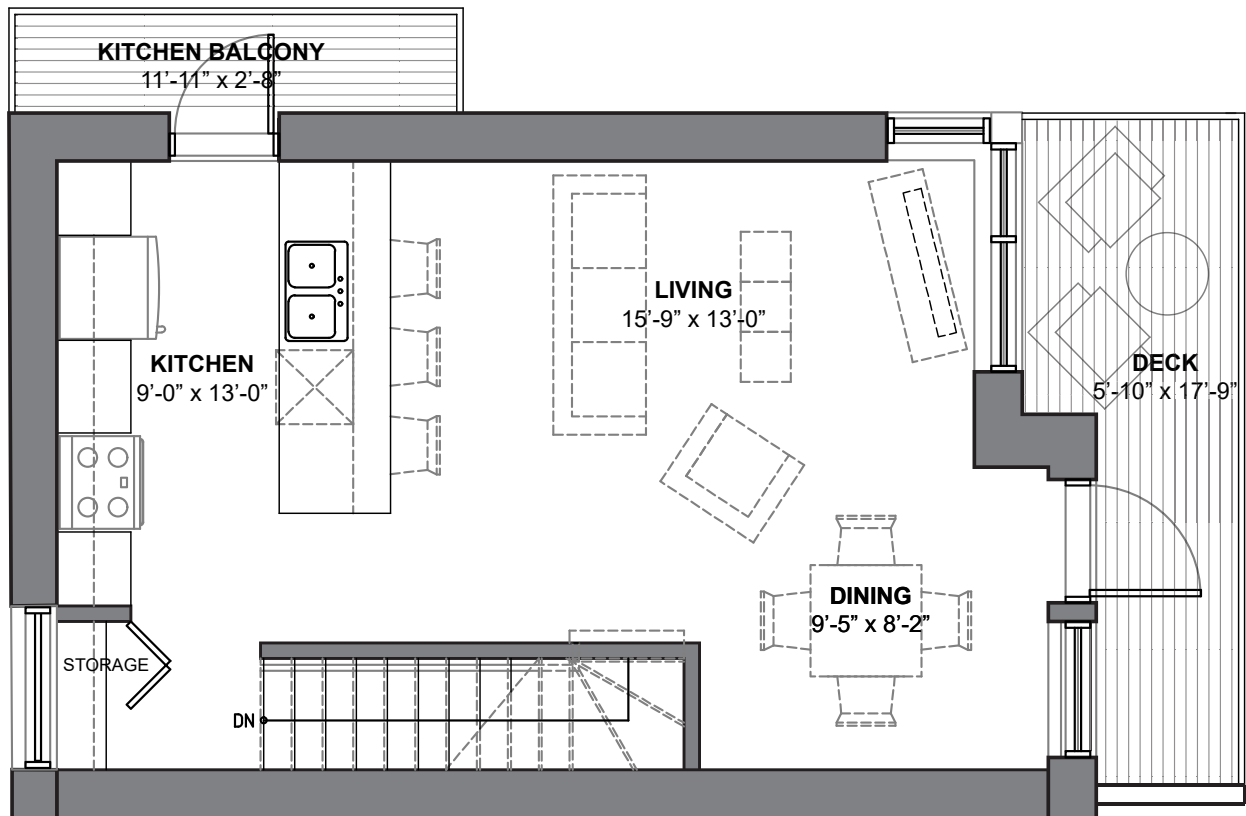 KITCHEN BALCONY
11’-11” x 2’-8”
LIVING
15’-9” x 13’-0”
KITCHEN
9’-0” x 13’-0”
DECK
5’-10” x 17’-9”
DINING
9’-5” x 8’-2”
STORAGE
DN